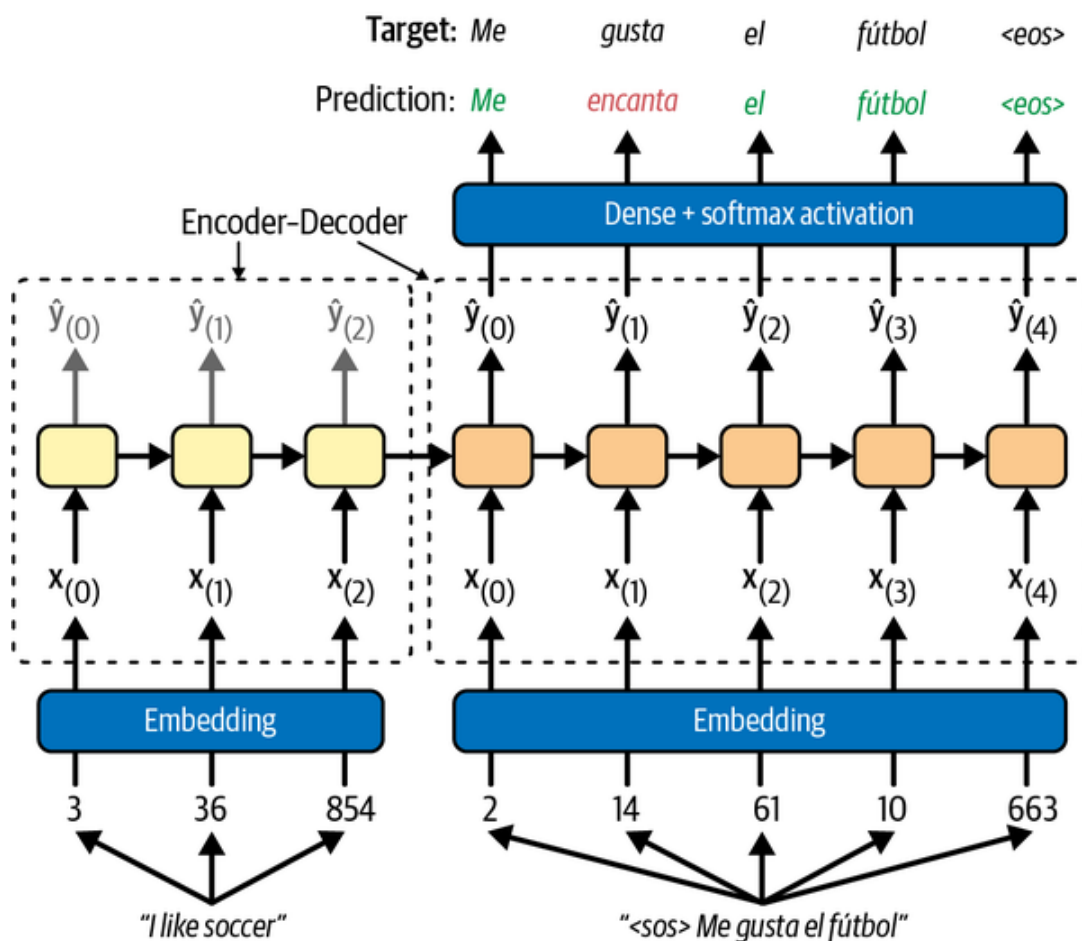 Target: Me gusta el fútbol <eos>
Prediction: Me encanta el fútbol <eos>
Dense + softmax activation
Encoder–Decoder
ŷ(0) ŷ(1) ŷ(2) ŷ(0) ŷ(1) ŷ(2) ŷ(3) ŷ(4)
x(0) x(1) x(2) x(0) x(1) x(2) x(3) x(4)
Embedding Embedding
3 36 854 2 14 61 10 663
“I like soccer” “<sos> Me gusta el fútbol”